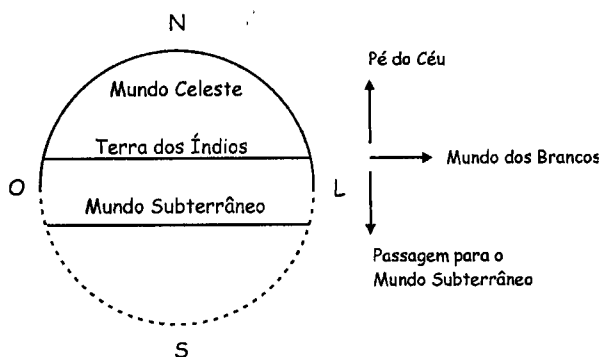 N
Pé do Céu
Mundo Celeste
Terra dos Índios
Mundo dos Brancos
O
L
Mundo Subterrâneo
Passagem para o
Mundo Subterrâneo
S